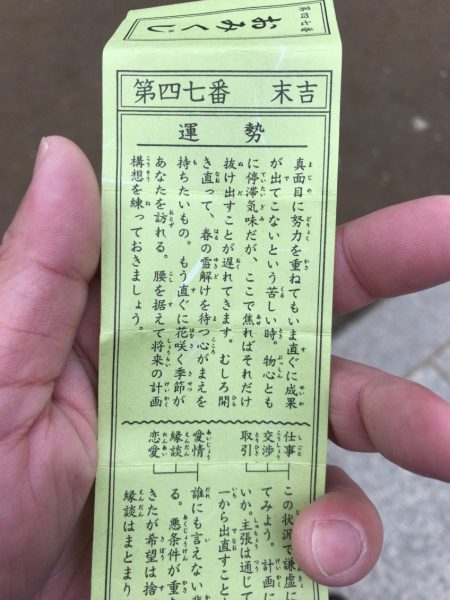 第四七番
おみくじ
第四七番 末吉
運勢
真面目に努力を重ねてもいま直ぐに成果
が出てこないという苦しい時。物心とも
に停滞気味だが、ここで焦ればそれだけ
抜け出すことが遅れてきます。むしろ開
き直って、春の雪解けを待つ心がまえを
持ちたいもの。もう直ぐに花咲く季節が
あなたを訪れる。腰を据えて将来の計画
構想を練っておきましょう。
仕事
交渉
取引
この状況で謙虚に
てみよう。計画に
いか。主張は通じて
一から出直すこと
愛情
縁談
恋愛
誰にも言えない
る。悪条件が重
きたが希望は捨
縁談はまとまり